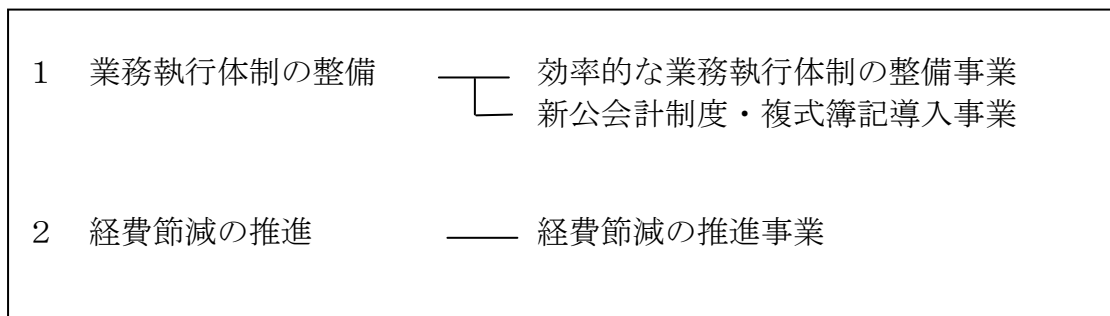 １　業務執行体制の整備　効率的な業務執行体制の整備事業
新公会計制度・複式簿記導入事業
２　経費節減の推進　経費節減の推進事業